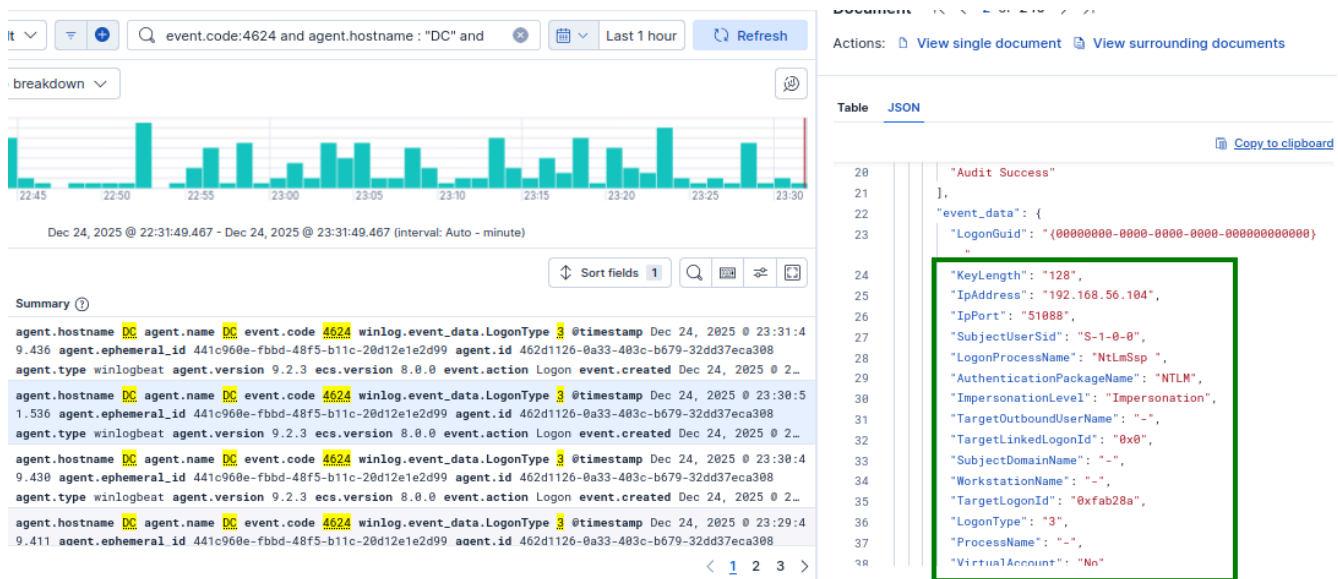 lt
event.code:4624 and agent.hostname : "DC" and
Last 1 hour
Refresh
breakdown
22:45 22:50 22:55 23:00 23:05 23:10 23:15 23:20 23:25 23:30
Dec 24, 2025 @ 22:31:49.467 - Dec 24, 2025 @ 23:31:49.467 (interval: Auto - minute)
Sort fields 1
Summary
agent.hostname DC agent.name DC event.code 4624 winlog.event_data.LogonType 3 @timestamp Dec 24, 2025 @ 23:31:4
9.436 agent.ephemeral_id 441c960e-fbbd-48f5-b11c-20d12e1e2d99 agent.id 462d1126-0a33-403c-b679-32dd37eca308
agent.type winlogbeat agent.version 9.2.3 ecs.version 8.0.0 event.action Logon event.created Dec 24, 2025 @ 2...
agent.hostname DC agent.name DC event.code 4624 winlog.event_data.LogonType 3 @timestamp Dec 24, 2025 @ 23:30:5
1.536 agent.ephemeral_id 441c960e-fbbd-48f5-b11c-20d12e1e2d99 agent.id 462d1126-0a33-403c-b679-32dd37eca308
agent.type winlogbeat agent.version 9.2.3 ecs.version 8.0.0 event.action Logon event.created Dec 24, 2025 @ 2...
agent.hostname DC agent.name DC event.code 4624 winlog.event_data.LogonType 3 @timestamp Dec 24, 2025 @ 23:30:4
9.430 agent.ephemeral_id 441c960e-fbbd-48f5-b11c-20d12e1e2d99 agent.id 462d1126-0a33-403c-b679-32dd37eca308
agent.type winlogbeat agent.version 9.2.3 ecs.version 8.0.0 event.action Logon event.created Dec 24, 2025 @ 2...
agent.hostname DC agent.name DC event.code 4624 winlog.event_data.LogonType 3 @timestamp Dec 24, 2025 @ 23:29:4
9.411 agent.ephemeral_id 441c960e-fbbd-48f5-b11c-20d12e1e2d99 agent.id 462d1126-0a33-403c-b679-32dd37eca308
< 1 2 3 >
Document
Actions: View single document View surrounding documents
Table JSON
Copy to clipboard
20 "Audit Success"
21 ],
22 "event_data": {
23 "LogonGuid": "{00000000-0000-0000-0000-000000000000}
",
24 "KeyLength": "128",
25 "IpAddress": "192.168.56.104",
26 "IpPort": "51088",
27 "SubjectUserSid": "S-1-0-0",
28 "LogonProcessName": "NtLmSsp ",
29 "AuthenticationPackageName": "NTLM",
30 "ImpersonationLevel": "Impersonation",
31 "TargetOutboundUserName": "-",
32 "TargetLinkedLogonId": "0x0",
33 "SubjectDomainName": "-",
34 "WorkstationName": "-",
35 "TargetLogonId": "0xfab28a",
36 "LogonType": "3",
37 "ProcessName": "-",
38 "VirtualAccount": "No"